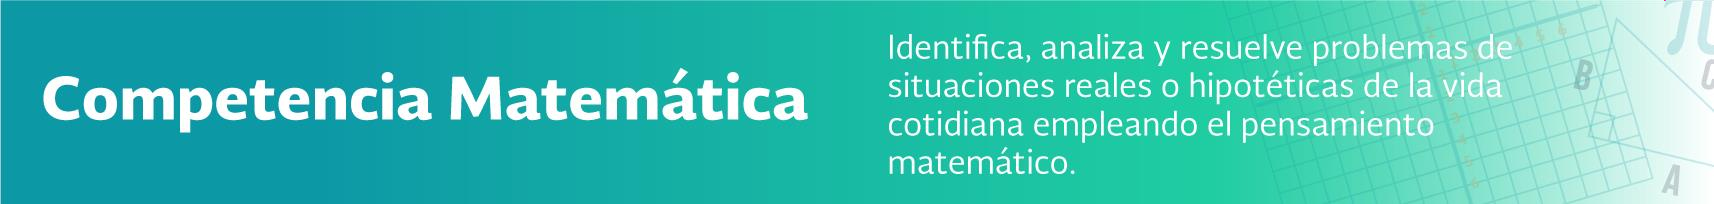 Competencia Matemática
Identifica, analiza y resuelve problemas de
situaciones reales o hipotéticas de la vida
cotidiana empleando el pensamiento
matemático.
B
C
A
π